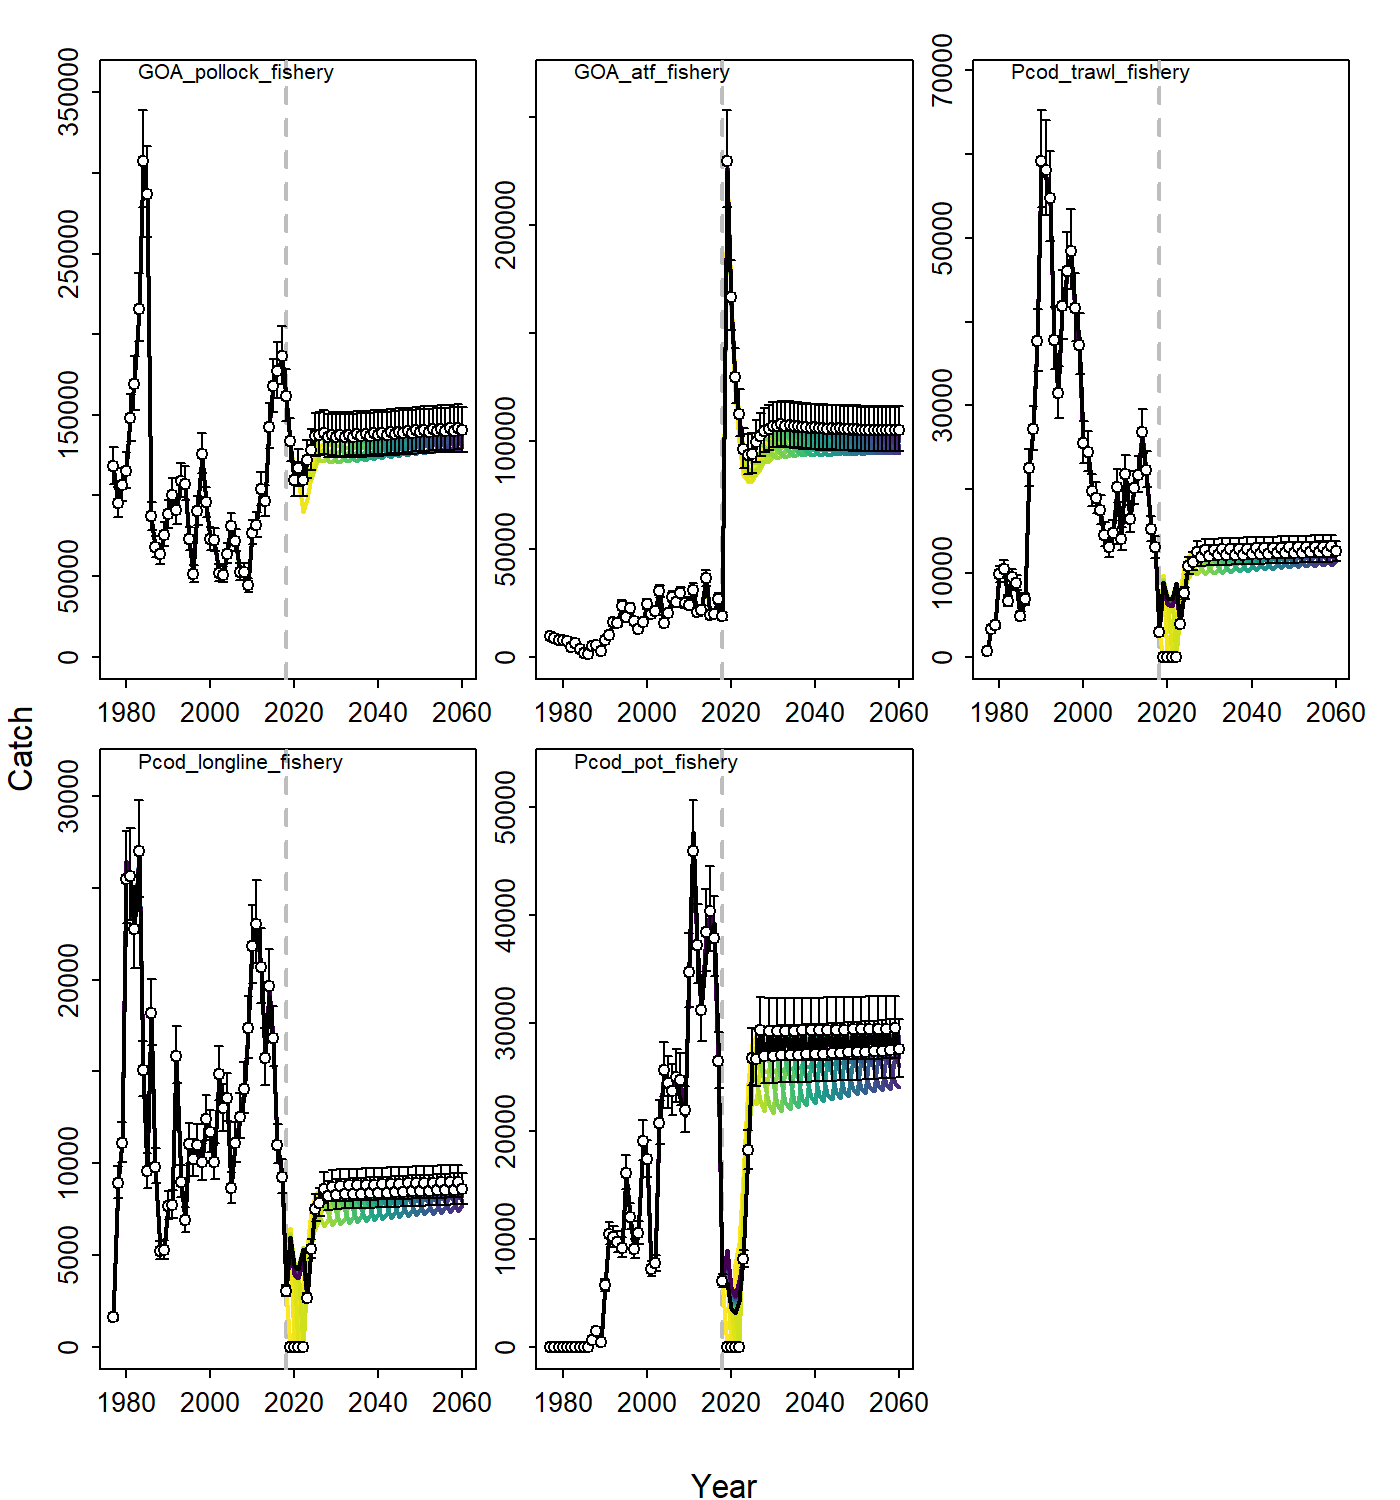 GOA_pollock_fishery
0 50000 150000 250000 350000
1980 2000 2020 2040 2060
GOA_atf_fishery
0 50000 100000 200000
1980 2000 2020 2040 2060
Pcod_trawl_fishery
0 10000 30000 50000 70000
1980 2000 2020 2040 2060
Catch
Pcod_longline_fishery
0 5000 10000 20000 30000
1980 2000 2020 2040 2060
Pcod_pot_fishery
0 10000 20000 30000 40000 50000
1980 2000 2020 2040 2060
Year